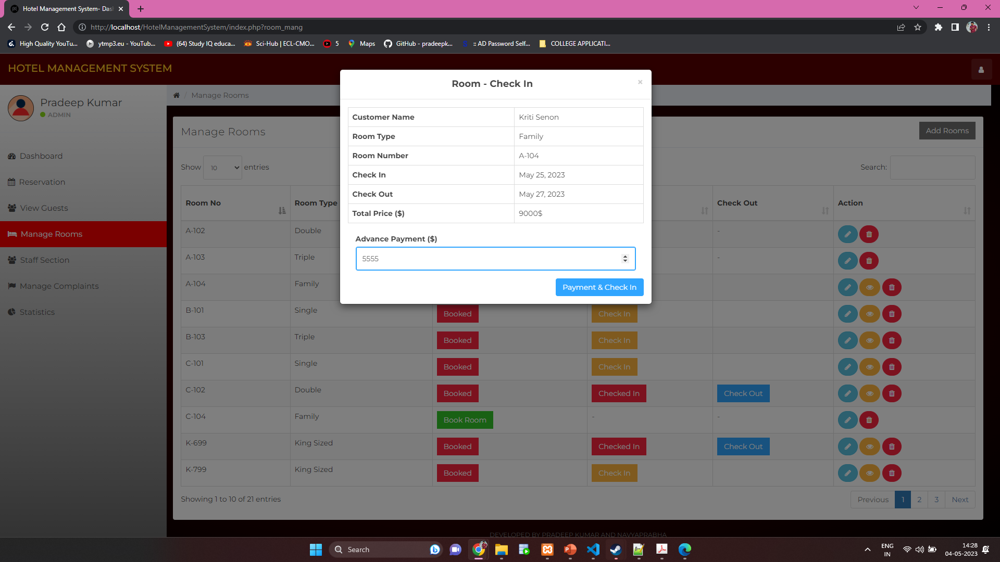 Hotel Management System- Das
http://localhost/HotelManagementSystem/index.php?room_mang
High Quality YouTu... ytmp3.eu - YouTub... (64) Study IQ educa... Sci-Hub | ECL-CMO... 5 Maps GitHub - pradeepk... :: AD Password Self... COLLEGE APPLICATI...
HOTEL MANAGEMENT SYSTEM
Pradeep Kumar
ADMIN
Dashboard
Reservation
View Guests
Manage Rooms
Staff Section
Manage Complaints
Statistics
/ Manage Rooms
Manage Rooms
Add Rooms
Show 10 entries
Search:
Room No Room Type Check Out Action
A-102 Double -
A-103 Triple -
A-104 Family
B-101 Single Booked Check In
B-103 Triple Booked Check In
C-101 Single Booked Check In
C-102 Double Booked Checked In Check Out
C-104 Family Book Room - -
K-699 King Sized Booked Checked In Check Out
K-799 King Sized Booked Check In
Showing 1 to 10 of 21 entries
Previous 1 2 3 Next
DEVELOPED BY PRADEEP KUMAR AND NAVYAPRABHA
Room - Check In
×
Customer Name Kriti Senon
Room Type Family
Room Number A-104
Check In May 25, 2023
Check Out May 27, 2023
Total Price ($) 9000$
Advance Payment ($)
5555
Payment & Check In
Search
ENG
IN
14:28
04-05-2023